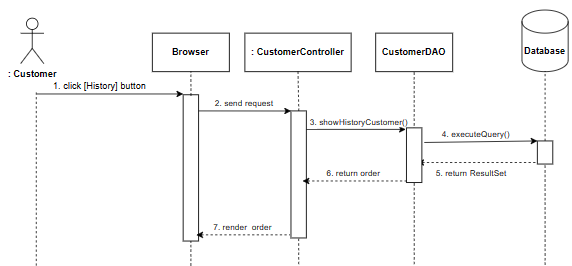 Browser
: CustomerController
CustomerDAO
Database
: Customer
1. click [History] button
2. send request
3. showHistoryCustomer()
4. executeQuery()
5. return ResultSet
6. return order
7. render order